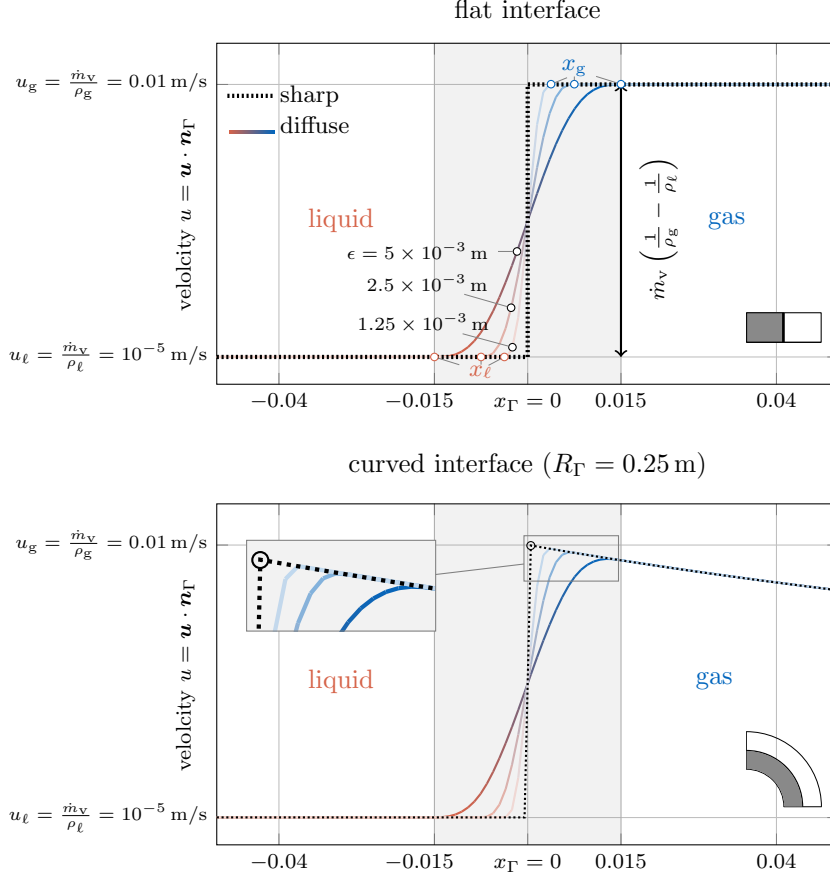 flat interface
u_g = ṁ_v/ρ_g = 0.01 m/s
x_g
sharp
diffuse
velolcity u = u · n_Γ
liquid
gas
ṁ_v (1/ρ_g − 1/ρ_ℓ)
ϵ = 5 × 10⁻³ m
2.5 × 10⁻³ m
1.25 × 10⁻³ m
u_ℓ = ṁ_v/ρ_ℓ = 10⁻⁵ m/s
x_ℓ
−0.04 −0.015 x_Γ = 0 0.015 0.04
curved interface (R_Γ = 0.25 m)
u_g = ṁ_v/ρ_g = 0.01 m/s
velolcity u = u · n_Γ
liquid
gas
u_ℓ = ṁ_v/ρ_ℓ = 10⁻⁵ m/s
−0.04 −0.015 x_Γ = 0 0.015 0.04